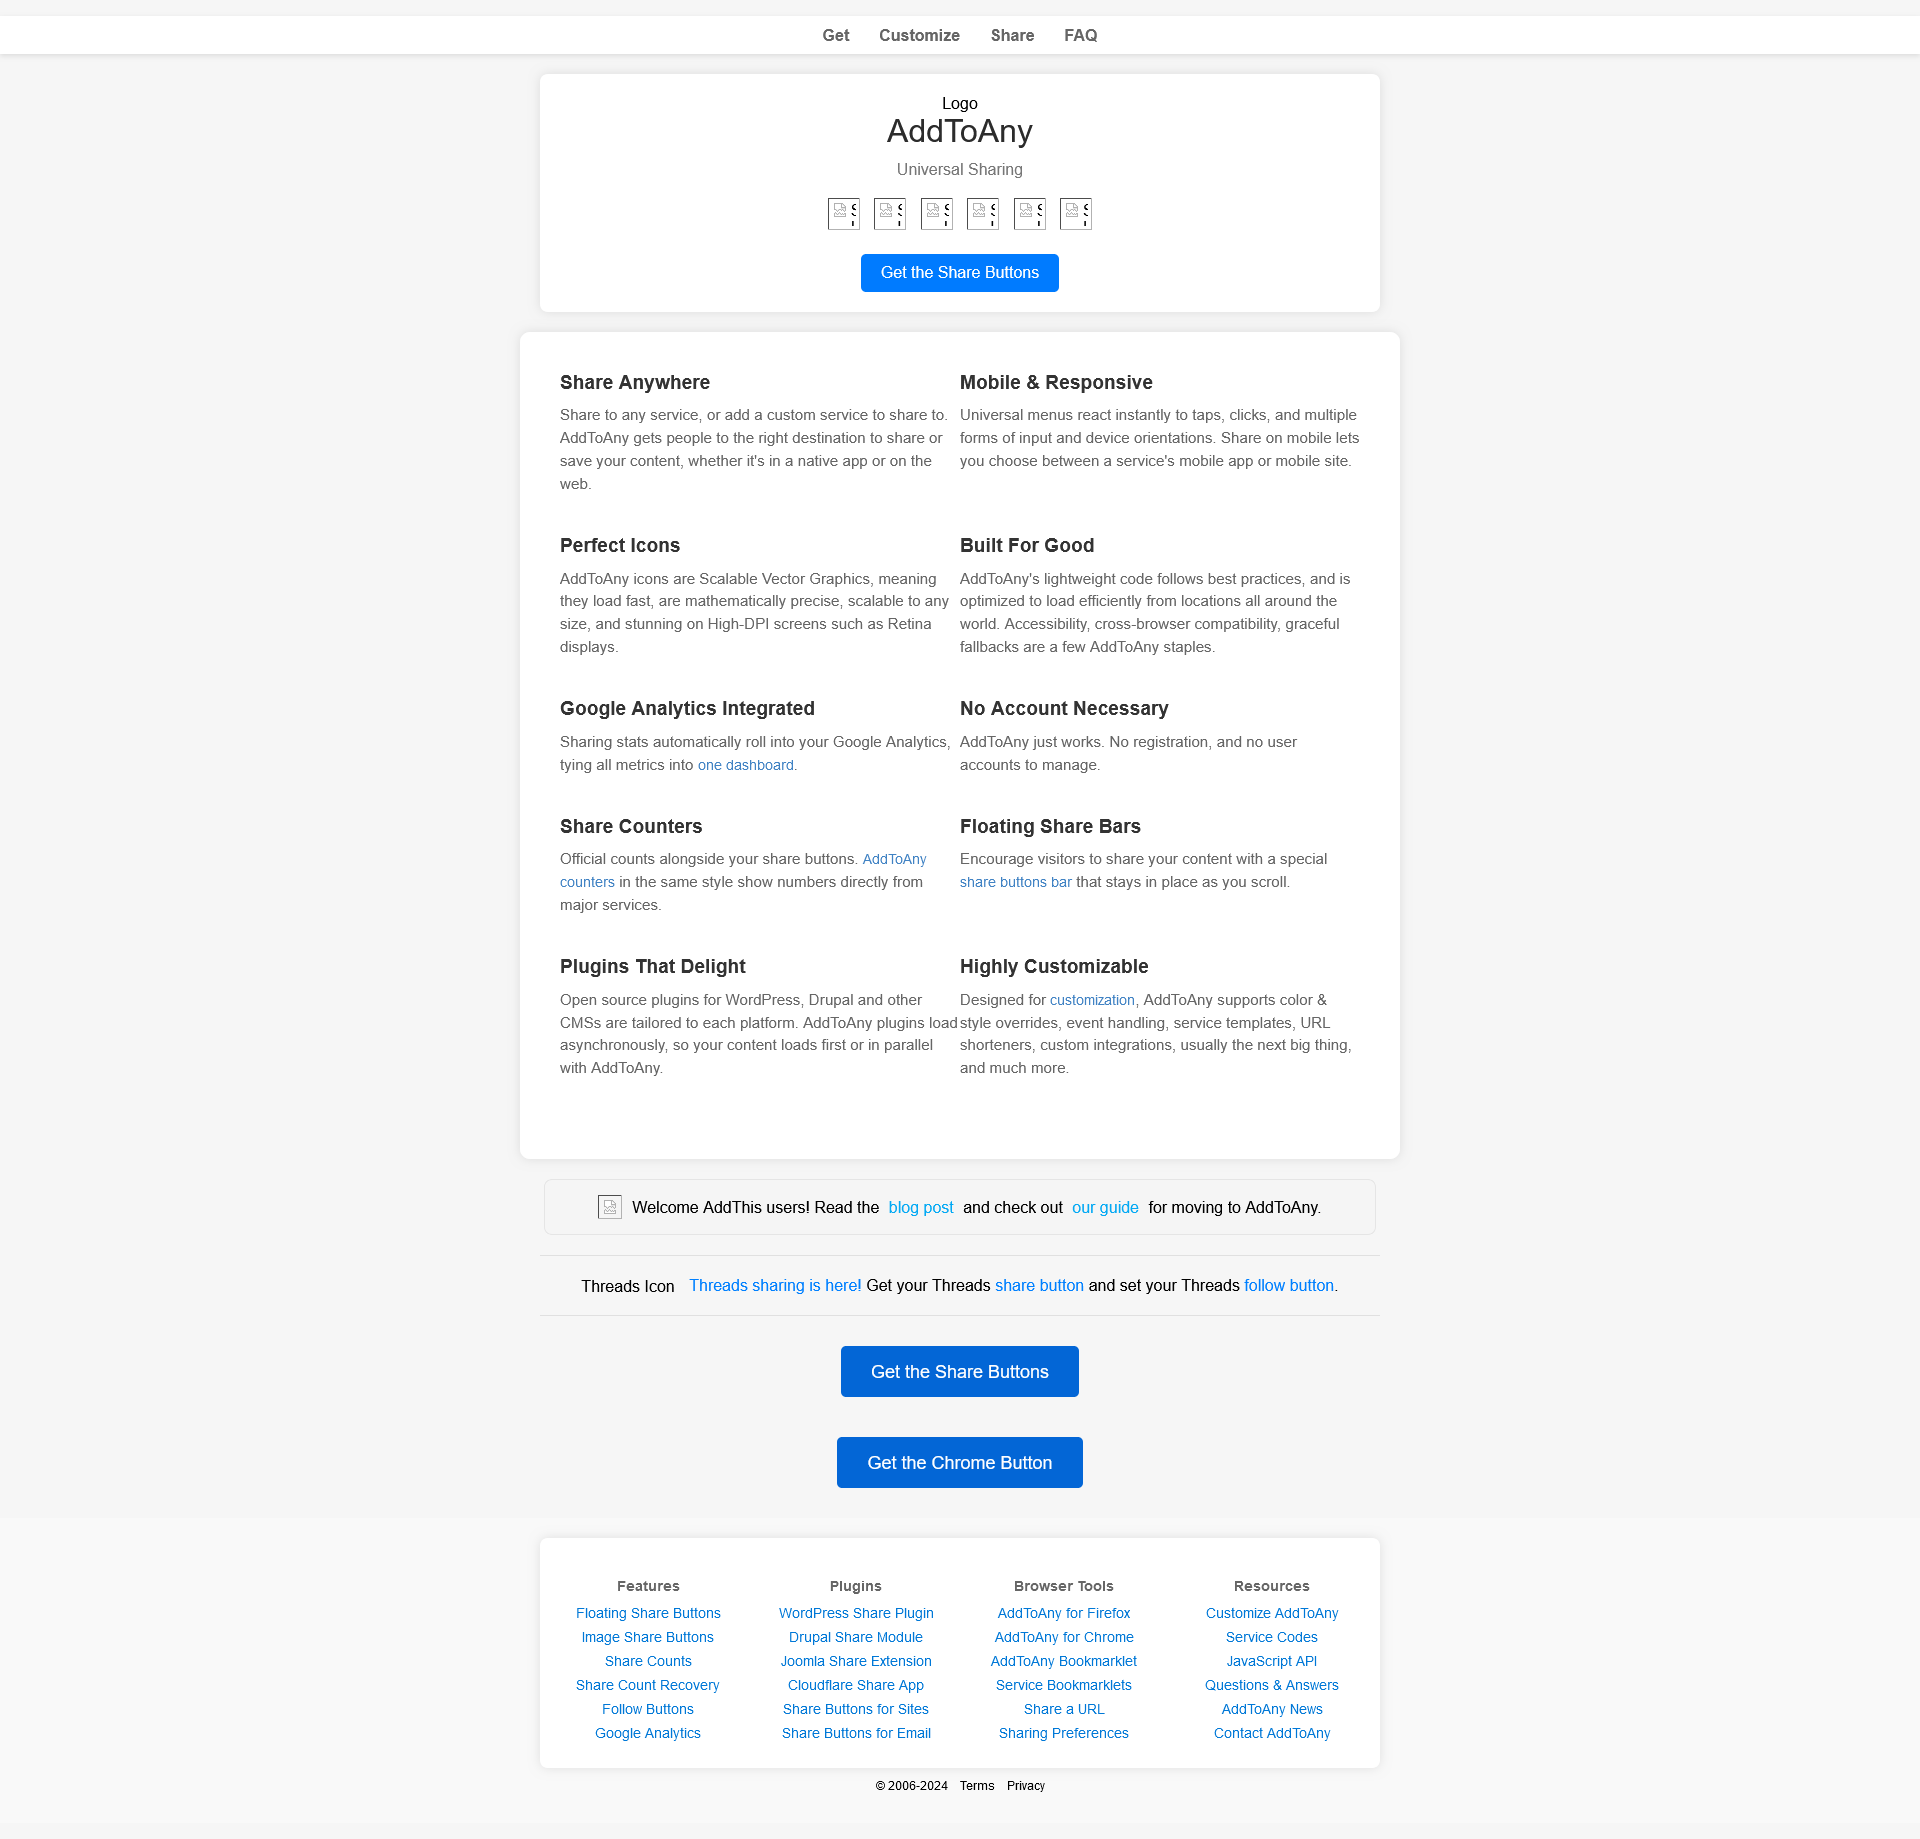 Get Customize Share FAQ
Logo
AddToAny
Universal Sharing
Get the Share Buttons
Share Anywhere
Share to any service, or add a custom service to share to.
AddToAny gets people to the right destination to share or
save your content, whether it's in a native app or on the
web.
Mobile & Responsive
Universal menus react instantly to taps, clicks, and multiple
forms of input and device orientations. Share on mobile lets
you choose between a service's mobile app or mobile site.
Perfect Icons
AddToAny icons are Scalable Vector Graphics, meaning
they load fast, are mathematically precise, scalable to any
size, and stunning on High-DPI screens such as Retina
displays.
Built For Good
AddToAny's lightweight code follows best practices, and is
optimized to load efficiently from locations all around the
world. Accessibility, cross-browser compatibility, graceful
fallbacks are a few AddToAny staples.
Google Analytics Integrated
Sharing stats automatically roll into your Google Analytics,
tying all metrics into one dashboard.
No Account Necessary
AddToAny just works. No registration, and no user
accounts to manage.
Share Counters
Official counts alongside your share buttons. AddToAny
counters in the same style show numbers directly from
major services.
Floating Share Bars
Encourage visitors to share your content with a special
share buttons bar that stays in place as you scroll.
Plugins That Delight
Open source plugins for WordPress, Drupal and other
CMSs are tailored to each platform. AddToAny plugins load
asynchronously, so your content loads first or in parallel
with AddToAny.
Highly Customizable
Designed for customization, AddToAny supports color &
style overrides, event handling, service templates, URL
shorteners, custom integrations, usually the next big thing,
and much more.
Welcome AddThis users! Read the blog post and check out our guide for moving to AddToAny.
Threads Icon Threads sharing is here! Get your Threads share button and set your Threads follow button.
Get the Share Buttons
Get the Chrome Button
Features
Floating Share Buttons
Image Share Buttons
Share Counts
Share Count Recovery
Follow Buttons
Google Analytics
Plugins
WordPress Share Plugin
Drupal Share Module
Joomla Share Extension
Cloudflare Share App
Share Buttons for Sites
Share Buttons for Email
Browser Tools
AddToAny for Firefox
AddToAny for Chrome
AddToAny Bookmarklet
Service Bookmarklets
Share a URL
Sharing Preferences
Resources
Customize AddToAny
Service Codes
JavaScript API
Questions & Answers
AddToAny News
Contact AddToAny
© 2006-2024 Terms Privacy